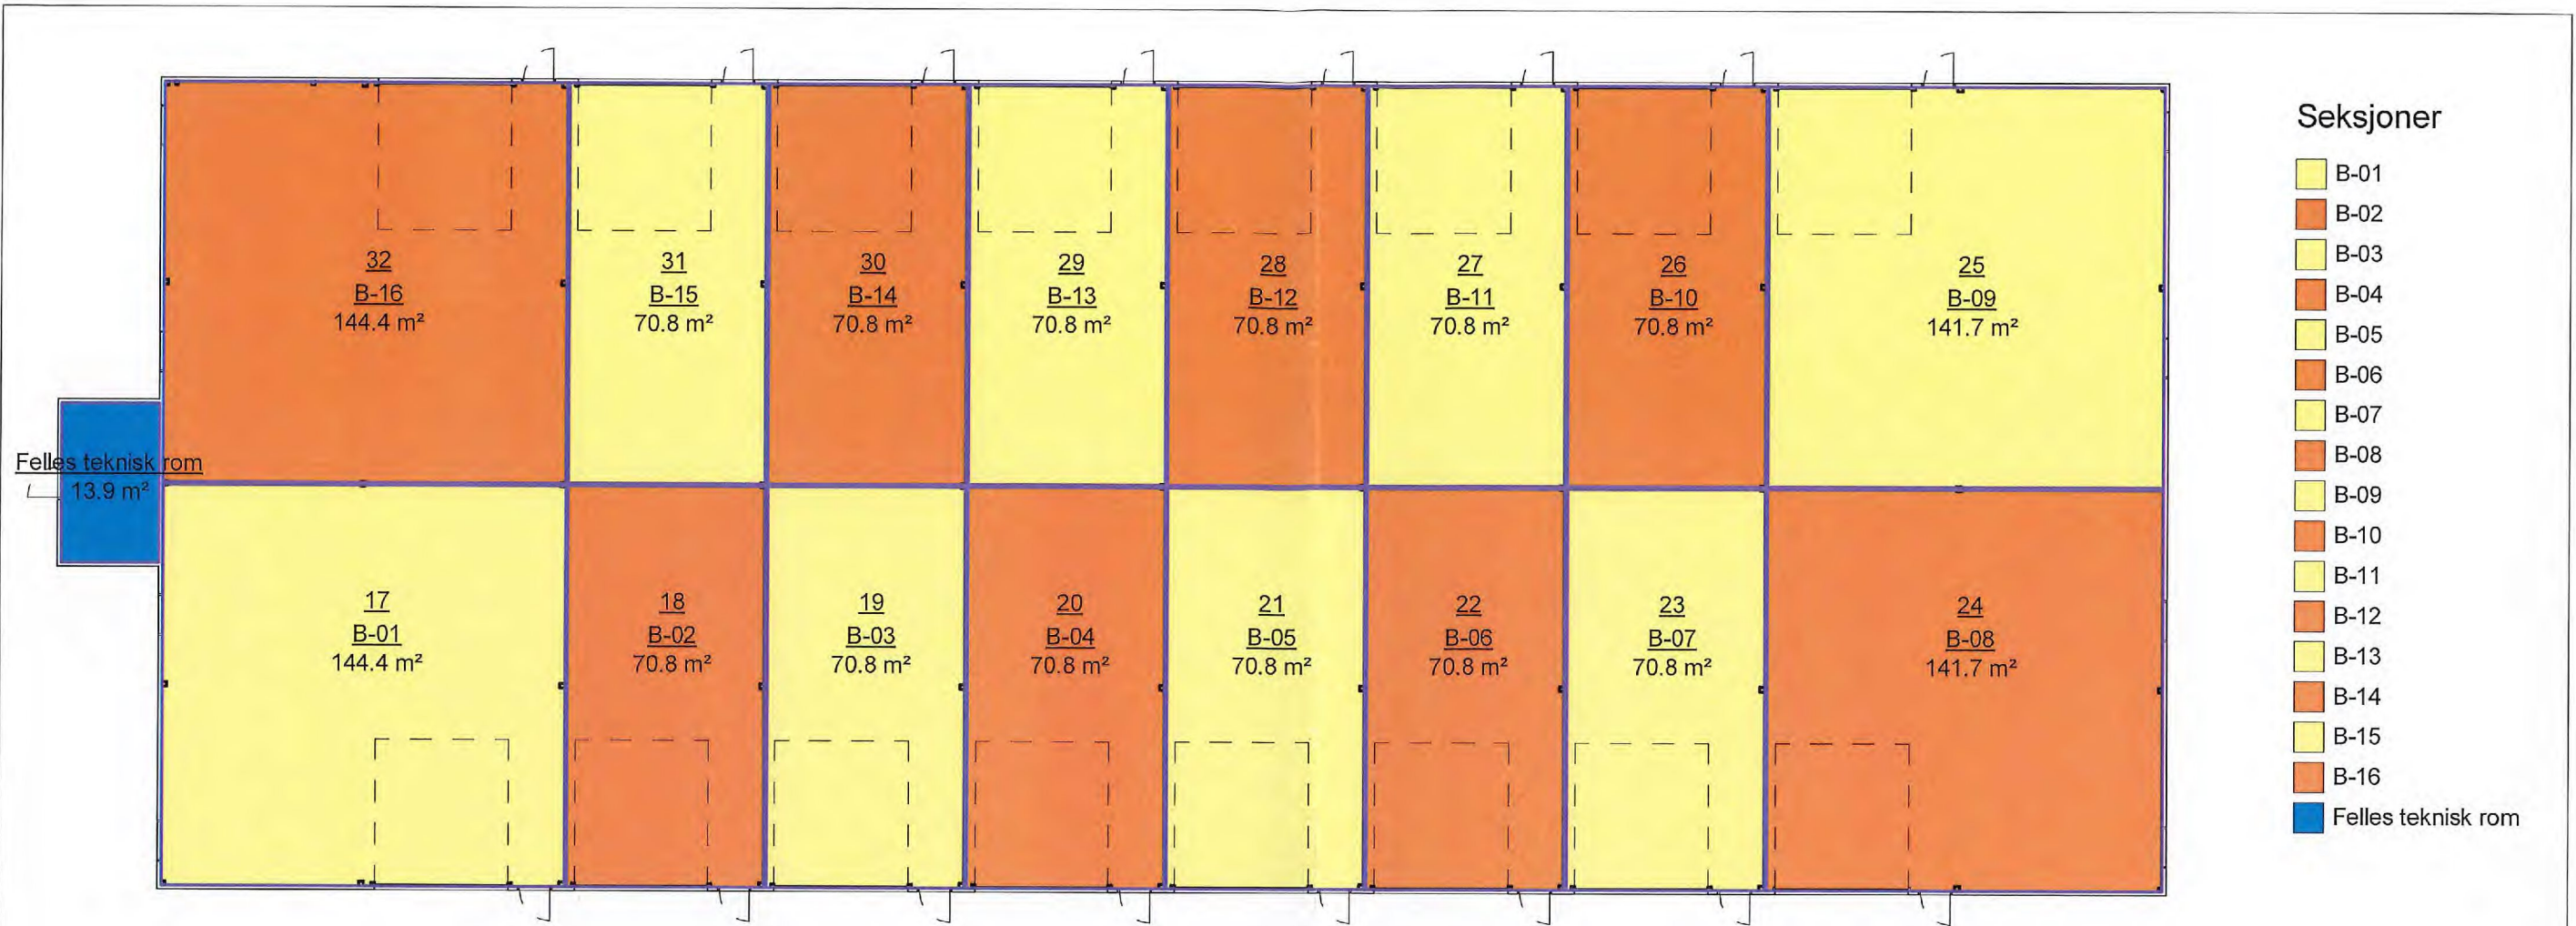 Seksjoner
B-01
B-02
B-03
B-04
B-05
B-06
B-07
B-08
B-09
B-10
B-11
B-12
B-13
B-14
B-15
B-16
Felles teknisk rom
32
B-16
144.4 m²
31
B-15
70.8 m²
30
B-14
70.8 m²
29
B-13
70.8 m²
28
B-12
70.8 m²
27
B-11
70.8 m²
26
B-10
70.8 m²
25
B-09
141.7 m²
Felles teknisk rom
13.9 m²
17
B-01
144.4 m²
18
B-02
70.8 m²
19
B-03
70.8 m²
20
B-04
70.8 m²
21
B-05
70.8 m²
22
B-06
70.8 m²
23
B-07
70.8 m²
24
B-08
141.7 m²